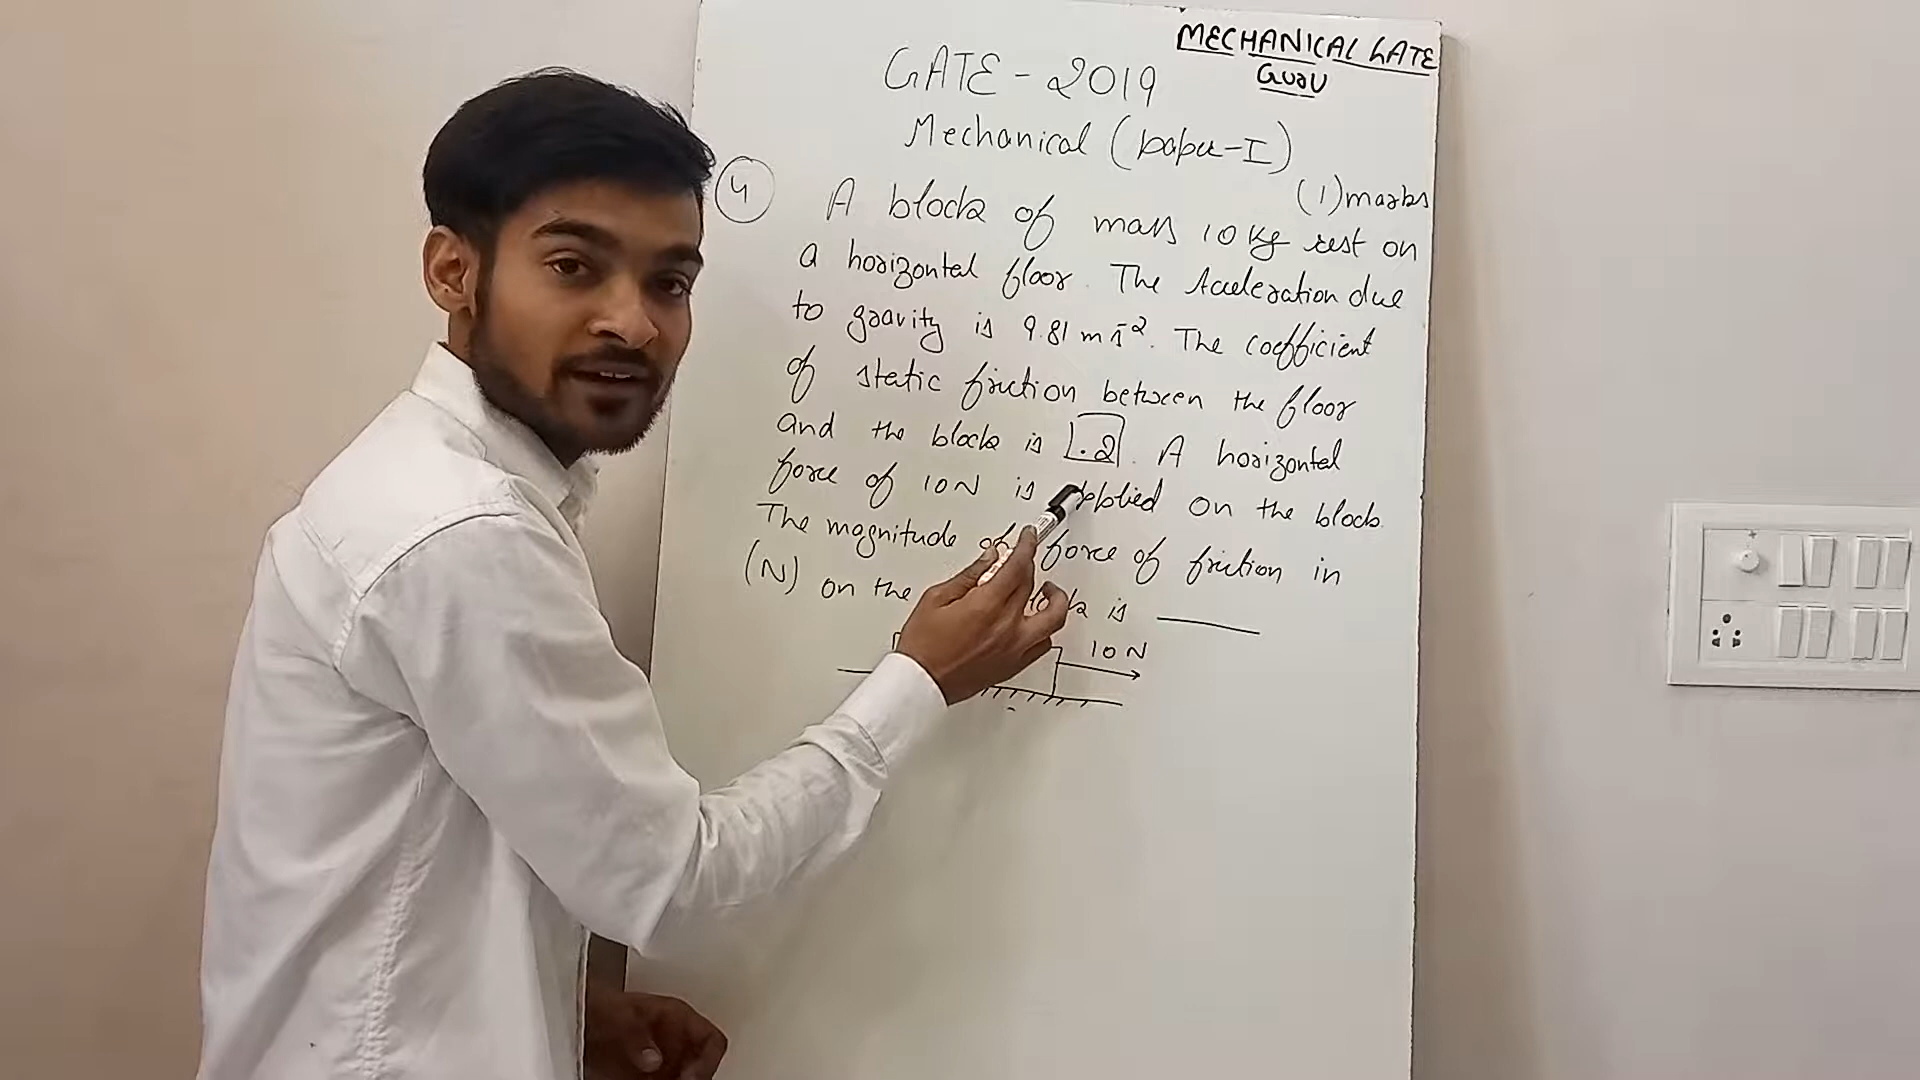 MECHANICAL GATE
GURU
GATE - 2019
Mechanical (paper-I)
(1) marks
4 A block of mass 10 kg rest on
a horizontal floor. The Acceleration due
to gravity is 9.81 m s⁻². The coefficient
of static friction between the floor
and the block is .2. A horizontal
force of 10N is applied on the block.
The magnitude of force of friction in
(N) on the is ____
10 N